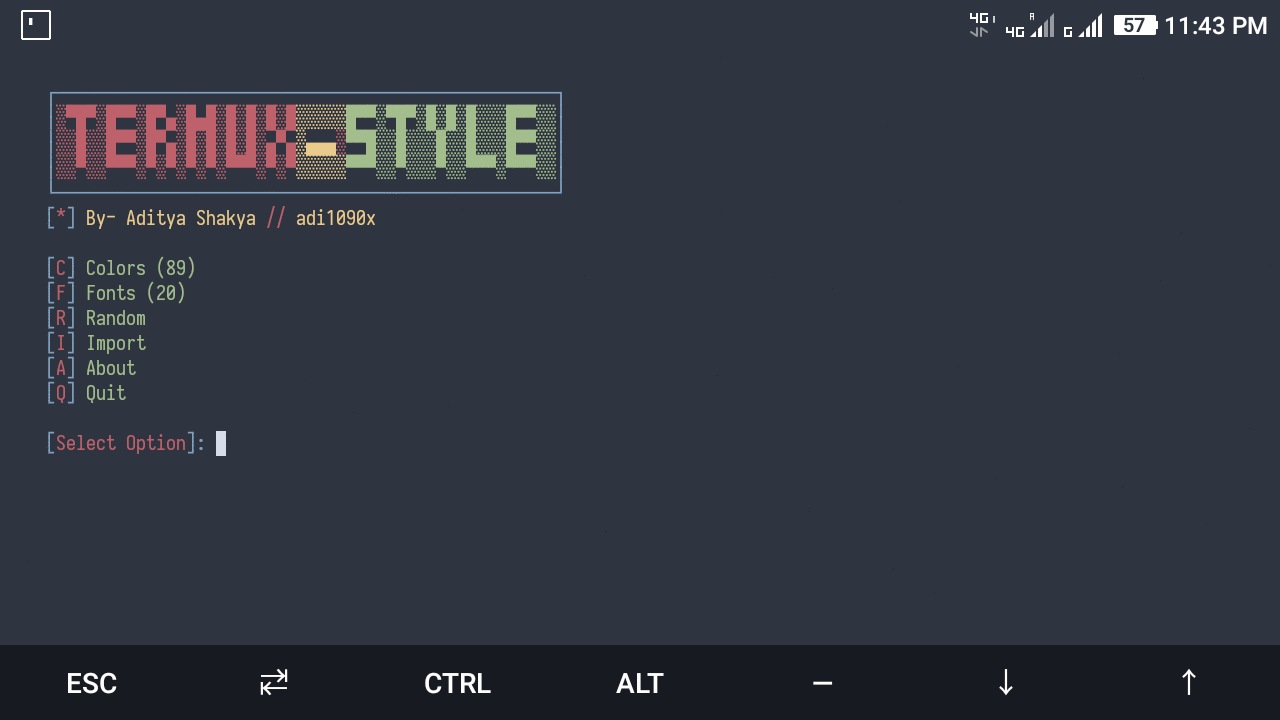 4G 4G R G 57 11:43 PM
TERMUX-STYLE
[*] By- Aditya Shakya // adi1090x
[C] Colors (89)
[F] Fonts (20)
[R] Random
[I] Import
[A] About
[Q] Quit
[Select Option]:
ESC CTRL ALT —